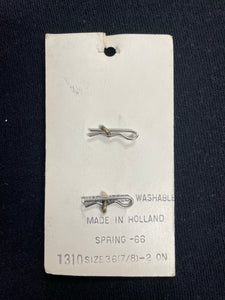 WASHABLE
MADE IN HOLLAND
SPRING -66
1310 SIZE 36(7/8)-2 ON